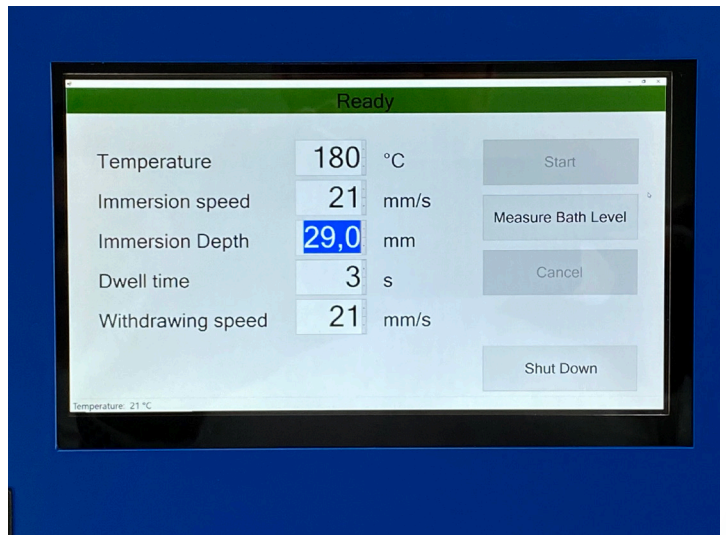 Ready
Temperature 180 °C Start
Immersion speed 21 mm/s
Measure Bath Level
Immersion Depth 29,0 mm
Dwell time 3 s Cancel
Withdrawing speed 21 mm/s
Shut Down
Temperature: 21 °C